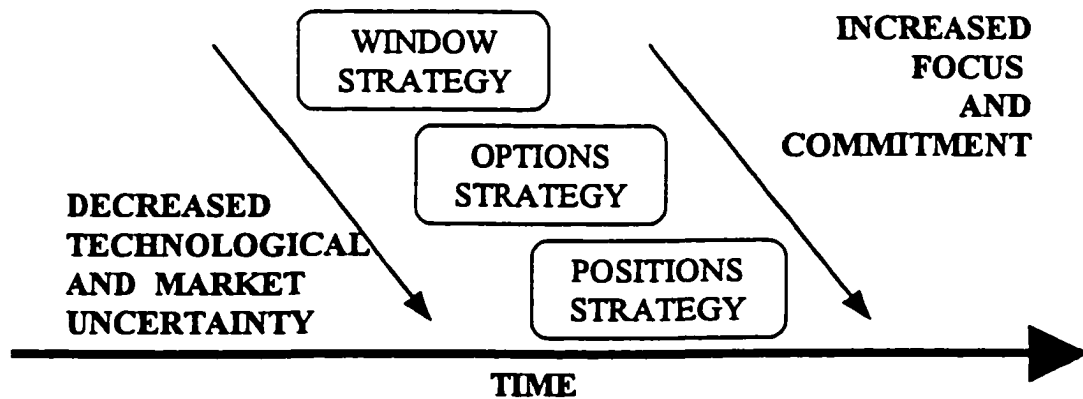 WINDOW
STRATEGY
INCREASED
FOCUS
AND
COMMITMENT
OPTIONS
STRATEGY
DECREASED
TECHNOLOGICAL
AND MARKET
UNCERTAINTY
POSITIONS
STRATEGY
TIME